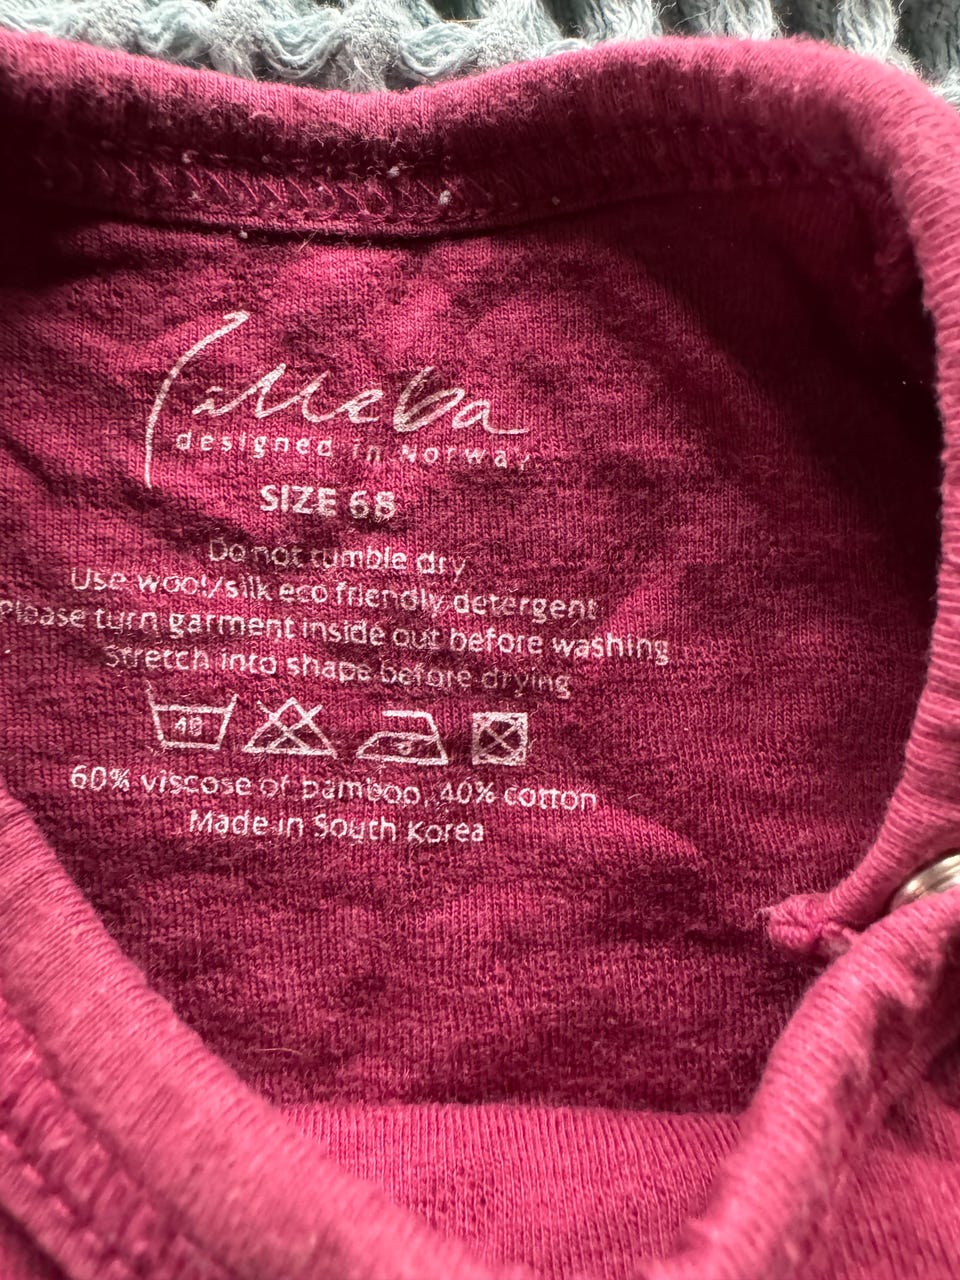 lilleba
designed in Norway
SIZE 68
Do not tumble dry
Use wool/silk eco friendly detergent
Please turn garment inside out before washing
Stretch into shape before drying
40
60% viscose of bamboo, 40% cotton
Made in South Korea